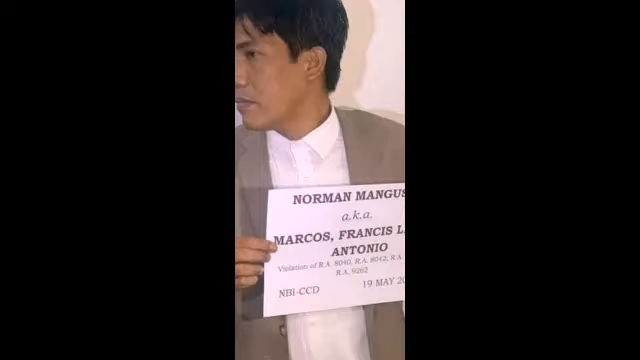 NORMAN MANGUS
a.k.a.
MARCOS, FRANCIS L.
ANTONIO
Violation of R.A. 8040, R.A. 8042, R.A.
R.A. 9262
NBI-CCD 19 MAY 20